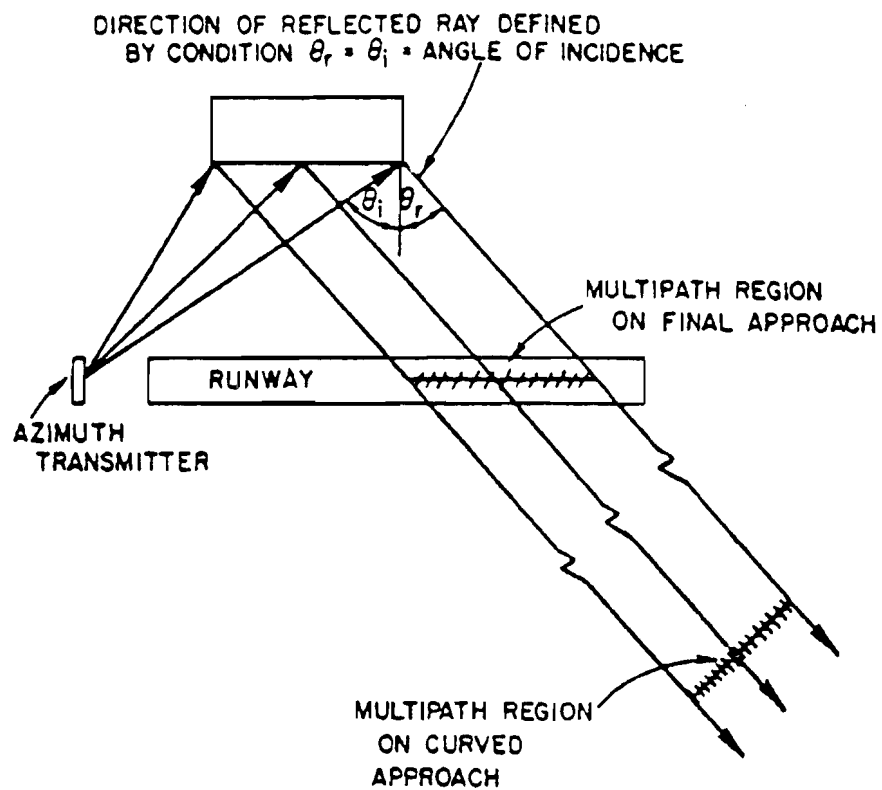 DIRECTION OF REFLECTED RAY DEFINED
BY CONDITION θr = θi = ANGLE OF INCIDENCE
θi θr
MULTIPATH REGION
ON FINAL APPROACH
RUNWAY
AZIMUTH
TRANSMITTER
MULTIPATH REGION
ON CURVED
APPROACH